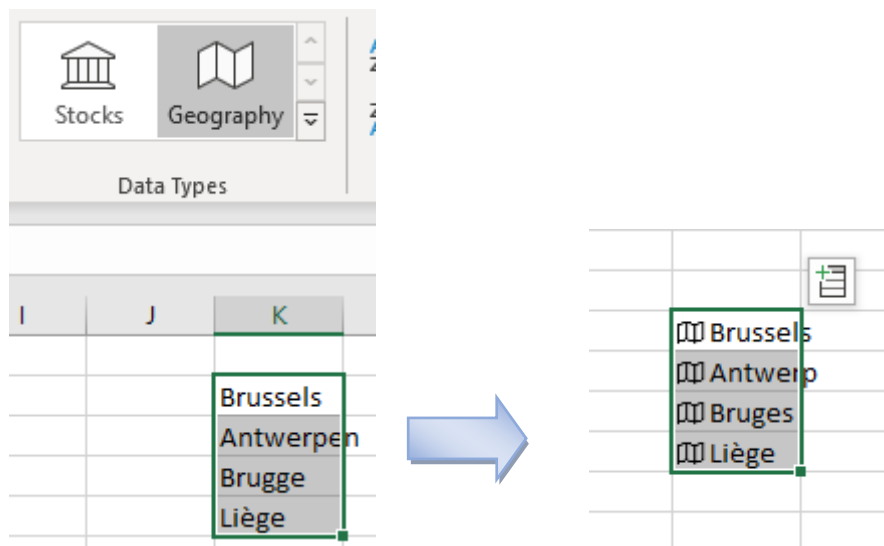 Stocks
Geography
Data Types
I
J
K
Brussels
Antwerpen
Brugge
Liège
Brussels
Antwerp
Bruges
Liège